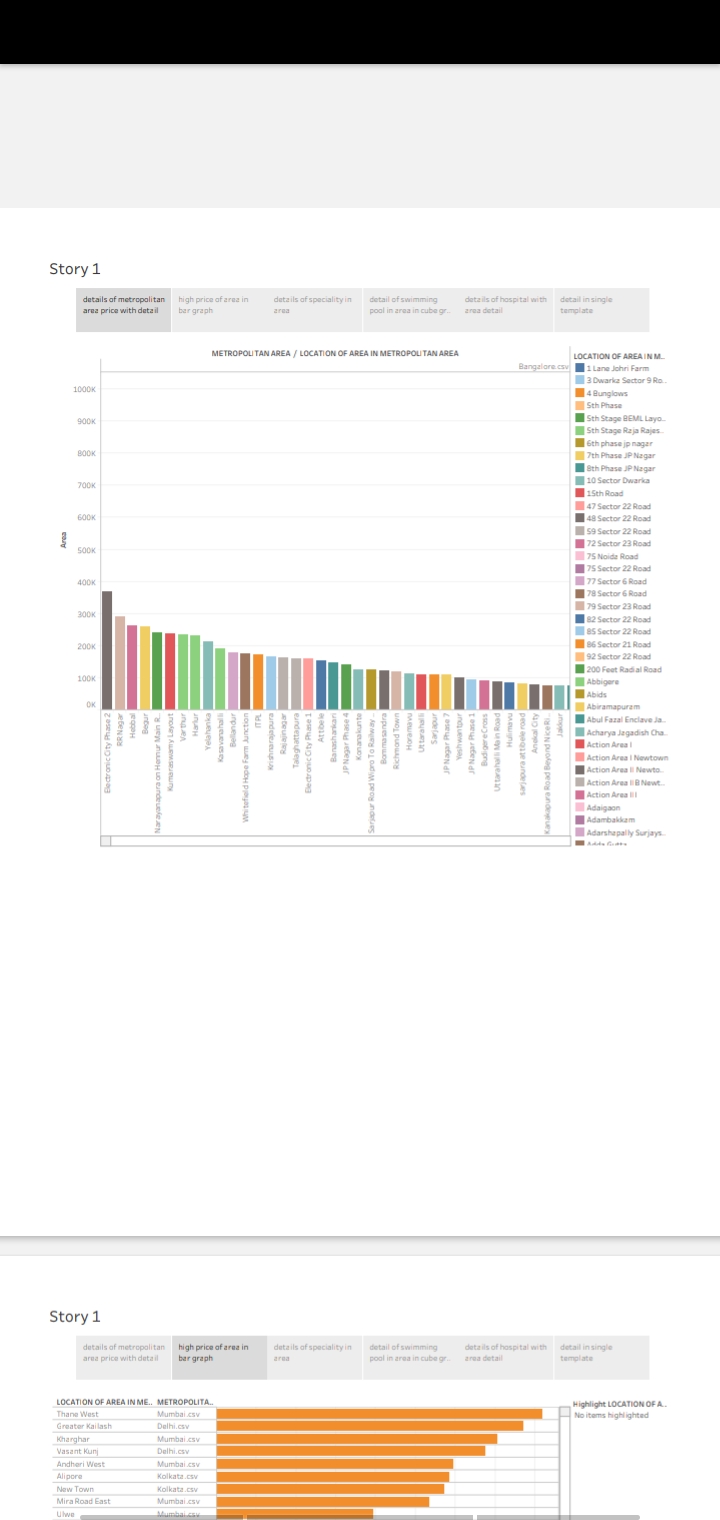 Story 1
details of metropolitan
area price with detail
high price of area in
bar graph
details of speciality in
area
detail of swimming
pool in area in cube gr..
details of hospital with
area detail
detail in single
template
METROPOLITAN AREA / LOCATION OF AREA IN METROPOLITAN AREA
Bangalore.csv
1000K
900K
800K
700K
600K
500K
400K
300K
200K
100K
0K
Area
Electronic City Phase 2
RR Nagar
Hebbal
Begur
Narayanapura on Hennur Main R..
Kumaraswamy Layout
Varthur
Harlur
Yelahanka
Kasavanahalli
Bellandur
Whitefield Hope Farm Junction
ITPL
Krishnarajapura
Rajajinagar
Talaghattapura
Electronic City Phase 1
Attibele
Banashankari
JP Nagar Phase 4
Konanakunte
Sarjapur Road Wipro To Railway ..
Bommasandra
Richmond Town
Horamavu
Uttarahalli
Sarjapur
JP Nagar Phase 7
Yeshwantpur
JP Nagar Phase 1
Budigere Cross
Uttarahalli Main Road
Hulimavu
sarjapura attibele road
Anekal City
Kanakapura Road Beyond Nice Ri..
Jakkur
LOCATION OF AREA IN M..
1 Lane Johri Farm
3 Dwarka Sector 9 Ro..
4 Bunglows
5th Phase
5th Stage BEML Layo..
5th Stage Raja Rajes..
6th phase jp nagar
7th Phase JP Nagar
8th Phase JP Nagar
10 Sector Dwarka
15th Road
47 Sector 22 Road
48 Sector 22 Road
59 Sector 22 Road
72 Sector 23 Road
75 Noida Road
75 Sector 22 Road
77 Sector 6 Road
78 Sector 6 Road
79 Sector 23 Road
82 Sector 22 Road
85 Sector 22 Road
86 Sector 21 Road
92 Sector 22 Road
200 Feet Radial Road
Abbigere
Abids
Abiramapuram
Abul Fazal Enclave Ja..
Acharya Jagadish Cha..
Action Area I
Action Area I Newtown
Action Area II Newto..
Action Area II B Newt..
Action Area III
Adaigaon
Adambakkam
Adarshapally Surjays..
Adda Gutta
Story 1
details of metropolitan
area price with detail
high price of area in
bar graph
details of speciality in
area
detail of swimming
pool in area in cube gr..
details of hospital with
area detail
detail in single
template
LOCATION OF AREA IN ME.. METROPOLITA..
Thane West Mumbai.csv
Greater Kailash Delhi.csv
Kharghar Mumbai.csv
Vasant Kunj Delhi.csv
Andheri West Mumbai.csv
Alipore Kolkata.csv
New Town Kolkata.csv
Mira Road East Mumbai.csv
Ulwe Mumbai.csv
Highlight LOCATION OF A..
No items highlighted